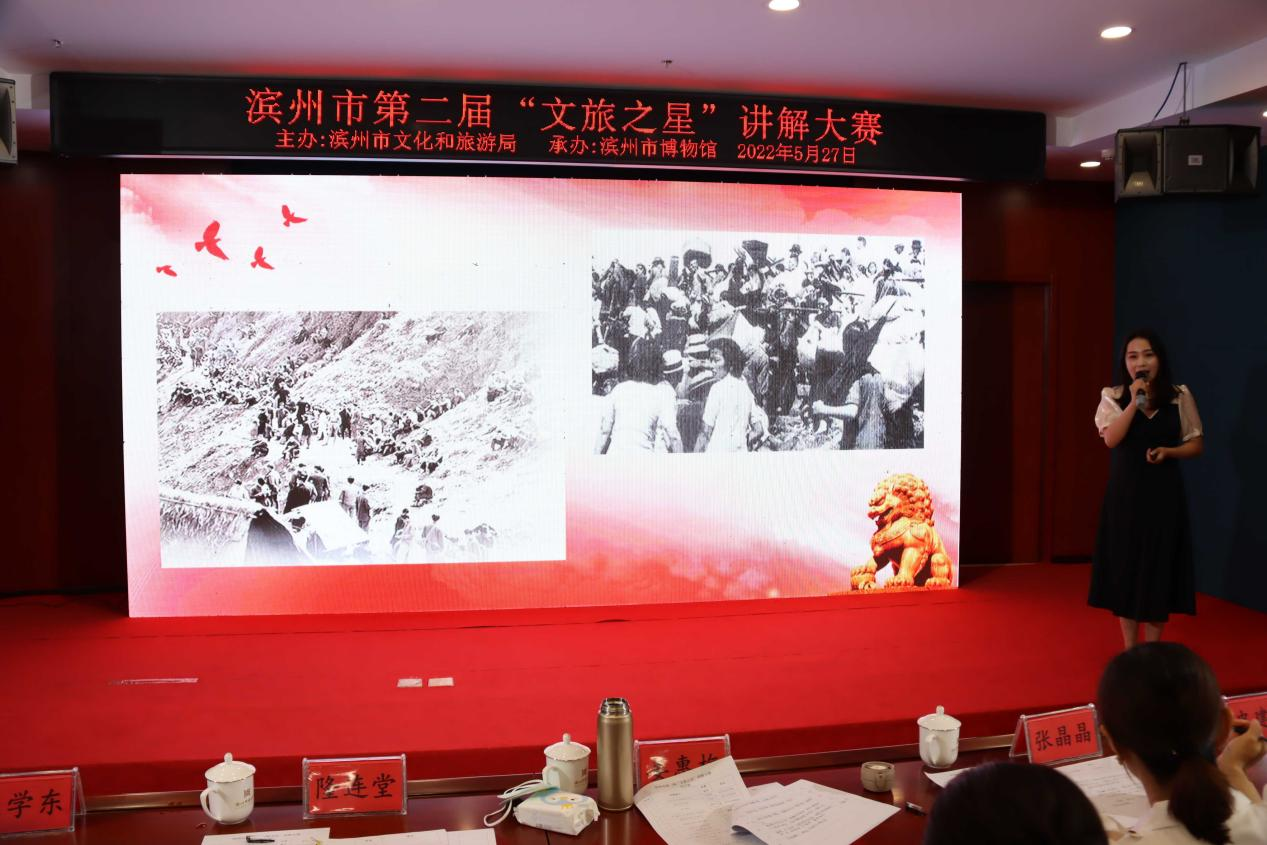 滨州市第二届“文旅之星”讲解大赛
主办:滨州市文化和旅游局 承办:滨州市博物馆 2022年5月27日
学东
隆连堂
张晶晶